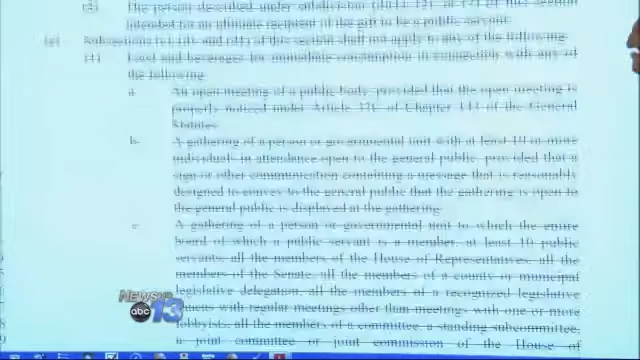 The person described under subdivision
intended for an ultimate recipient of the gift to be a public servant.
Subsections (c), (d), and of this section shall not apply to any of the following:
(1) Food and beverages for immediate consumption in connection with any of
the following:
a. An open meeting of a public body, provided that the open meeting is
properly noticed under Article of Chapter 143 of the General
Statutes.
b. A gathering of a person or governmental unit with at least 10 or more
individuals in attendance open to the general public, provided that a
sign or other communication containing a message that is reasonably
designed to convey to the general public that the gathering is open to
the general public is displayed at the gathering.
c. A gathering of a person or governmental unit to which the entire
board of which a public servant is a member, at least 10 public
servants, all the members of the House of Representatives, all the
members of the Senate, all the members of a county or municipal
legislative delegation, all the members of a recognized legislative
caucus with regular meetings other than meetings with one or more
lobbyists, all the members of a committee, a standing subcommittee,
a joint committee or joint commission of the House of
NEWS
abc 13